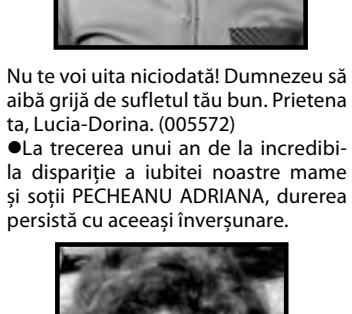 Nu te voi uita niciodată! Dumnezeu să
aibă grijă de sufletul tău bun. Prietena
ta, Lucia-Dorina. (005572)
●La trecerea unui an de la incredibi-
la dispariție a iubitei noastre mame
și soții PECHEANU ADRIANA, durerea
persistă cu aceeași înverșunare.